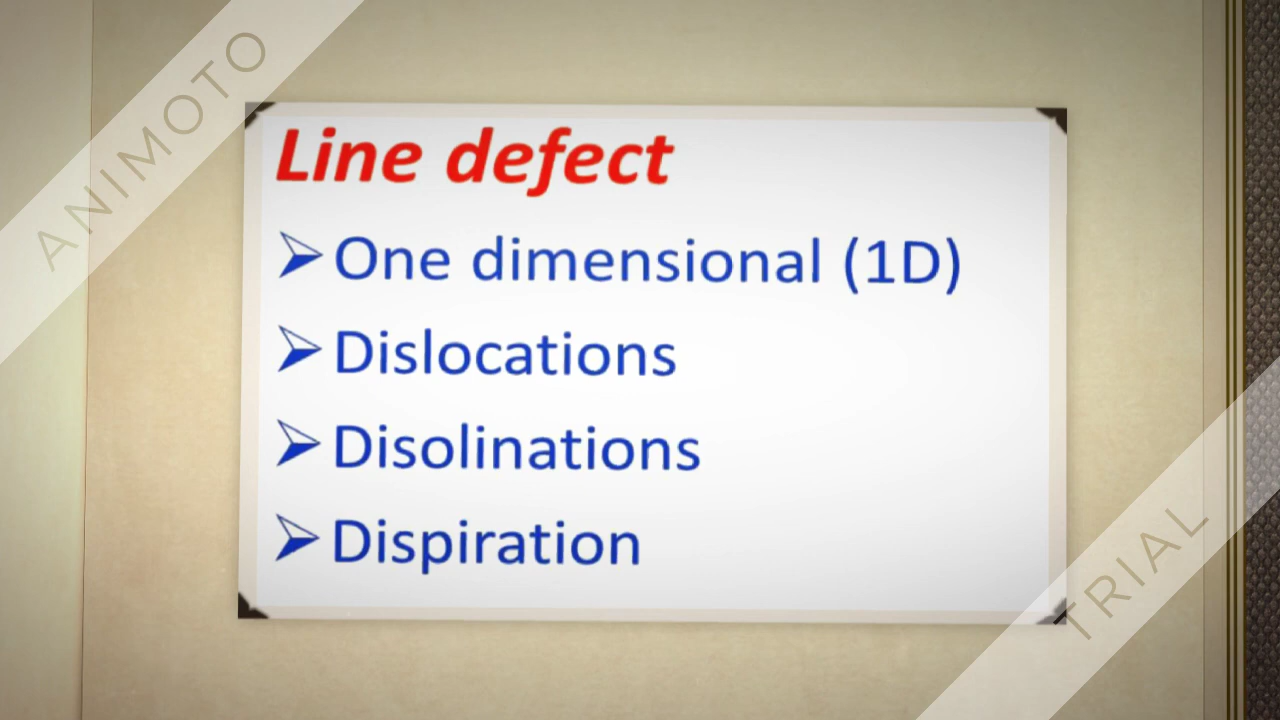 ANIMOTO
Line defect
➢ One dimensional (1D)
➢ Dislocations
➢ Disolinations
➢ Dispiration
TRIAL